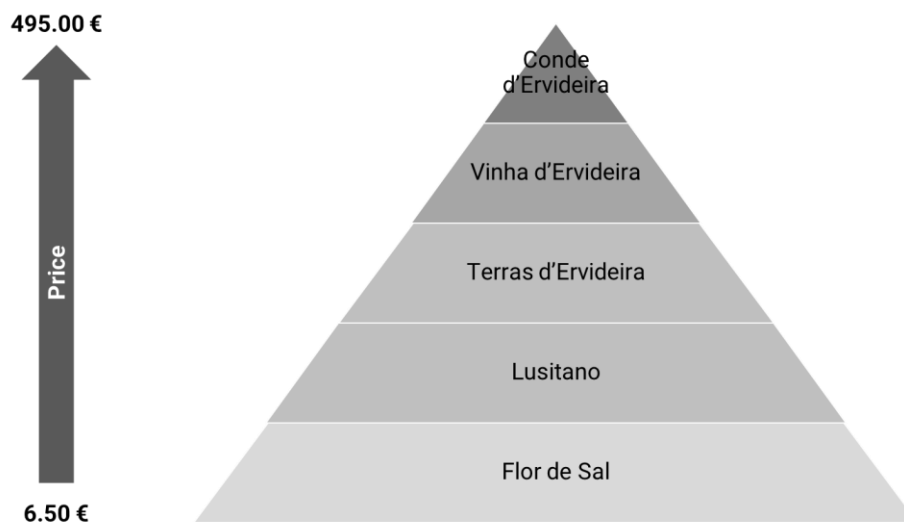 495.00 €
Price
6.50 €
Conde
d’Ervideira
Vinha d’Ervideira
Terras d’Ervideira
Lusitano
Flor de Sal